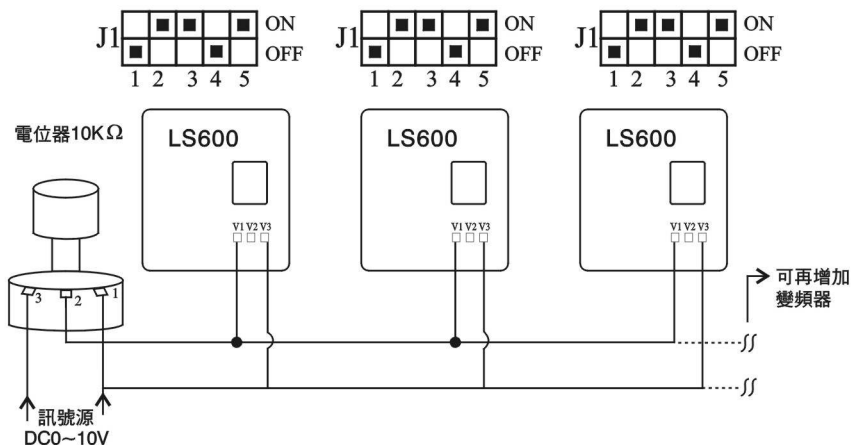 J1 ON
OFF
1 2 3 4 5
J1 ON
OFF
1 2 3 4 5
J1 ON
OFF
1 2 3 4 5
電位器10KΩ
LS600
V1 V2 V3
LS600
V1 V2 V3
LS600
V1 V2 V3
3 2 1
可再增加
變頻器
訊號源
DC0~10V